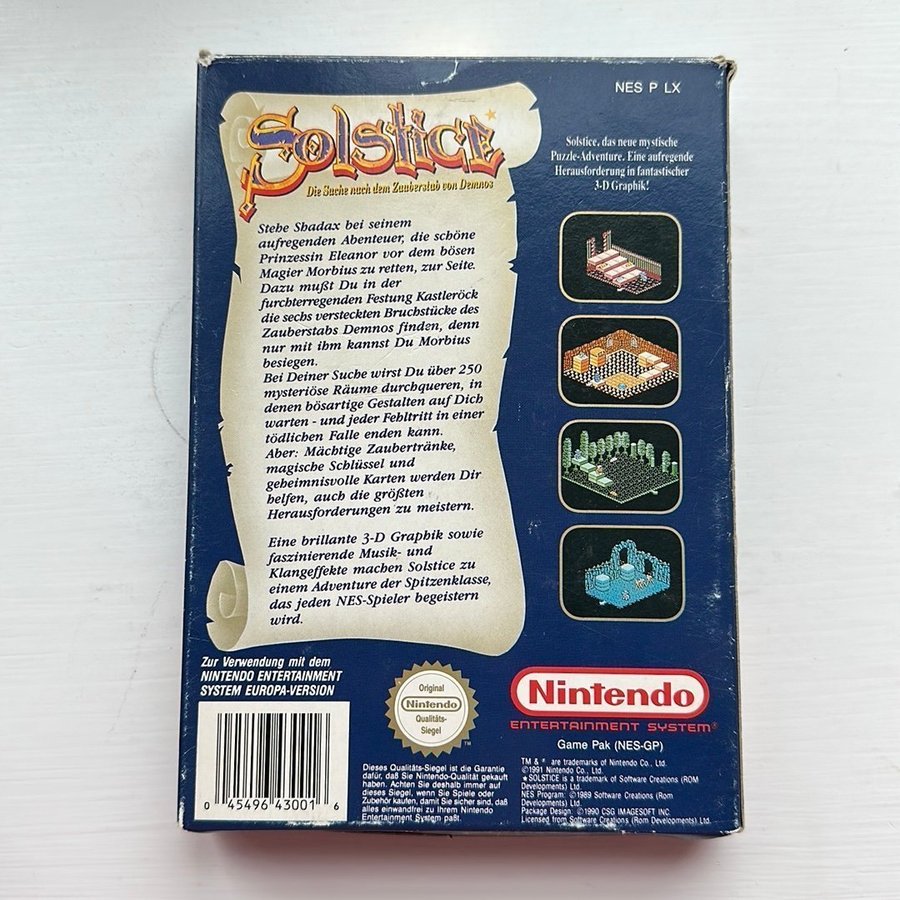 NES P LX
Solstice
Die Suche nach dem Zauberstab von Demnos
Solstice, das neue mystische
Puzzle-Adventure. Eine aufregende
Herausforderung in fantastischer
3-D Graphik!
Stehe Shadax bei seinem
aufregenden Abenteuer, die schöne
Prinzessin Eleanor vor dem bösen
Magier Morbius zu retten, zur Seite.
Dazu mußt Du in der
furchterregenden Festung Kastleröck
die sechs versteckten Bruchstücke des
Zauberstabs Demnos finden, denn
nur mit ihm kannst Du Morbius
besiegen.
Bei Deiner Suche wirst Du über 250
mysteriöse Räume durchqueren, in
denen bösartige Gestalten auf Dich
warten - und jeder Fehltritt in einer
tödlichen Falle enden kann.
Aber: Mächtige Zaubertränke,
magische Schlüssel und
geheimnisvolle Karten werden Dir
helfen, auch die größten
Herausforderungen zu meistern.
Eine brillante 3-D Graphik sowie
faszinierende Musik- und
Klangeffekte machen Solstice zu
einem Adventure der Spitzenklasse,
das jeden NES-Spieler begeistern
wird.
Zur Verwendung mit dem
NINTENDO ENTERTAINMENT
SYSTEM EUROPA-VERSION
0 45496 43001 6
Original
Nintendo
Qualitäts-
Siegel
TM
Dieses Qualitäts-Siegel ist die Garantie
dafür, daß Sie Nintendo-Qualität gekauft
haben. Achten Sie deshalb immer auf
dieses Siegel, wenn Sie Spiele oder
Zubehör kaufen, damit Sie sicher sind, daß
alles einwandfrei zu Ihrem Nintendo
Entertainment System paßt.
Nintendo
ENTERTAINMENT SYSTEM®
Game Pak (NES-GP)
TM & ® are trademarks of Nintendo Co., Ltd.
©1991 Nintendo Co., Ltd.
★SOLSTICE is a trademark of Software Creations (ROM
Developments) Ltd.
NES Program: ©1989 Software Creations (Rom
Developments) Ltd.
Package Design: ©1990 CSG IMAGESOFT INC.
Licensed from Software Creations (Rom Developments) Ltd.